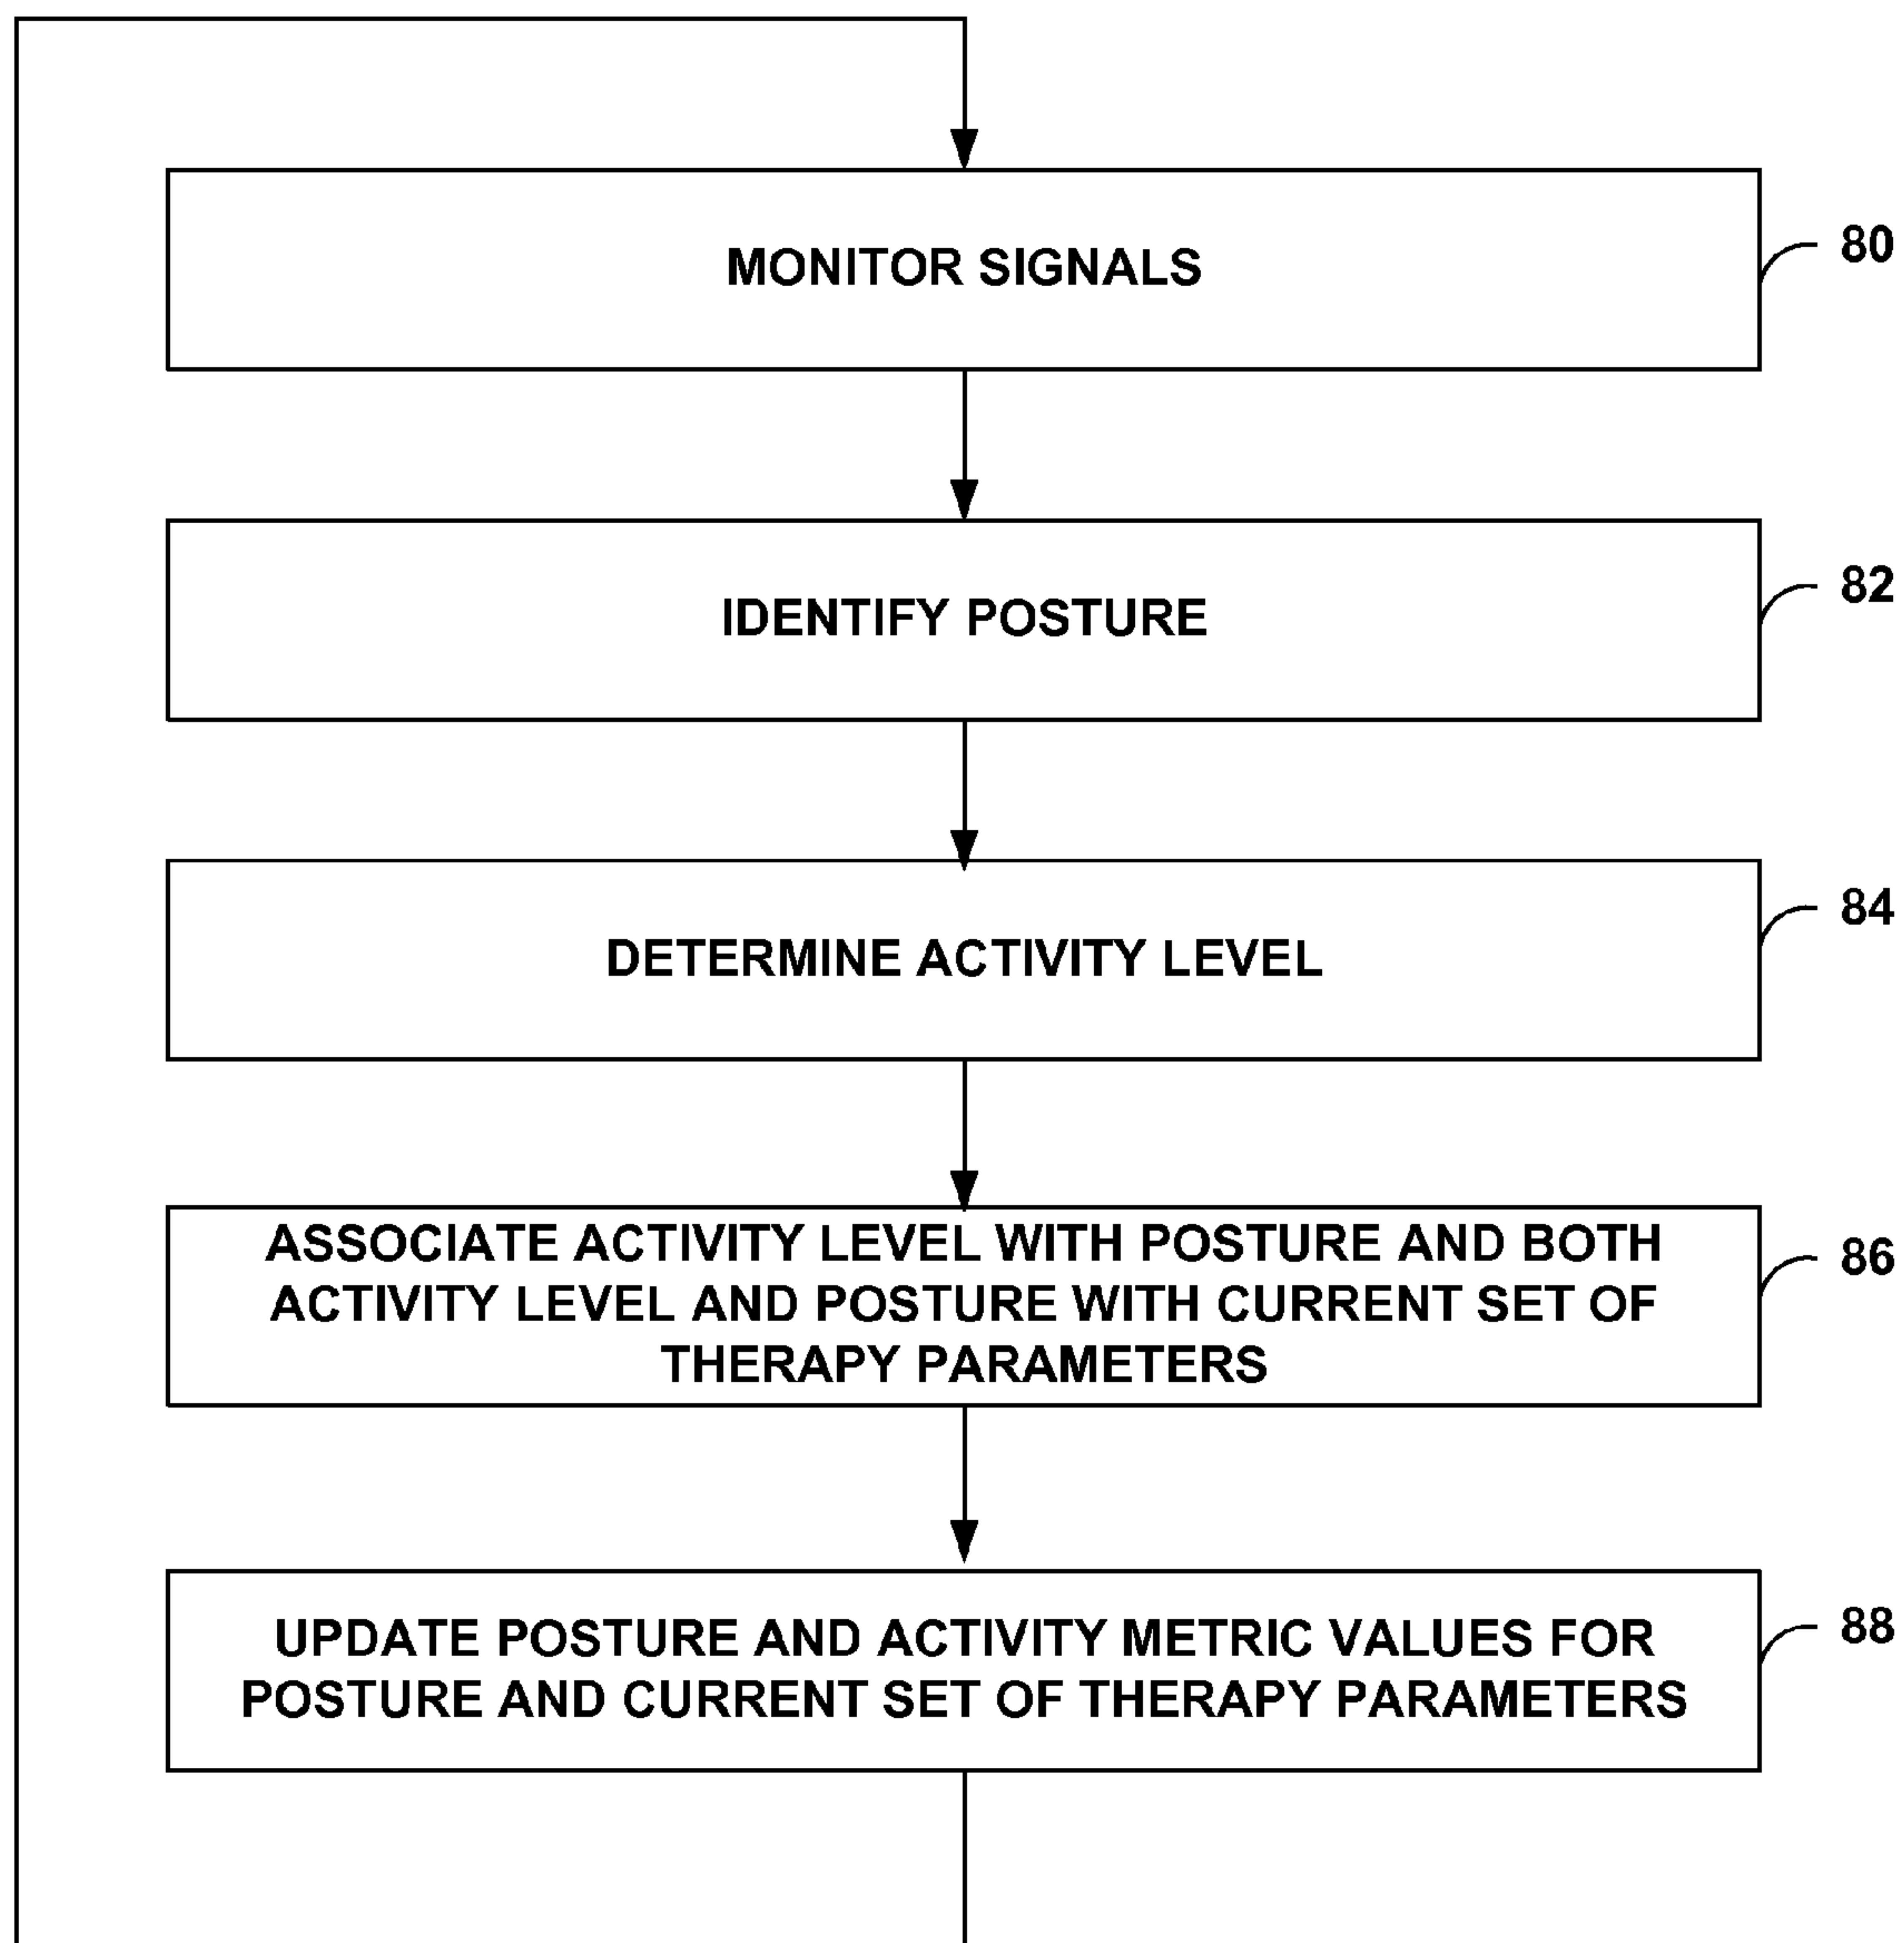 MONITOR SIGNALS
80
IDENTIFY POSTURE
82
DETERMINE ACTIVITY LEVEL
84
ASSOCIATE ACTIVITY LEVEL WITH POSTURE AND BOTH
ACTIVITY LEVEL AND POSTURE WITH CURRENT SET OF
THERAPY PARAMETERS
86
UPDATE POSTURE AND ACTIVITY METRIC VALUES FOR
POSTURE AND CURRENT SET OF THERAPY PARAMETERS
88